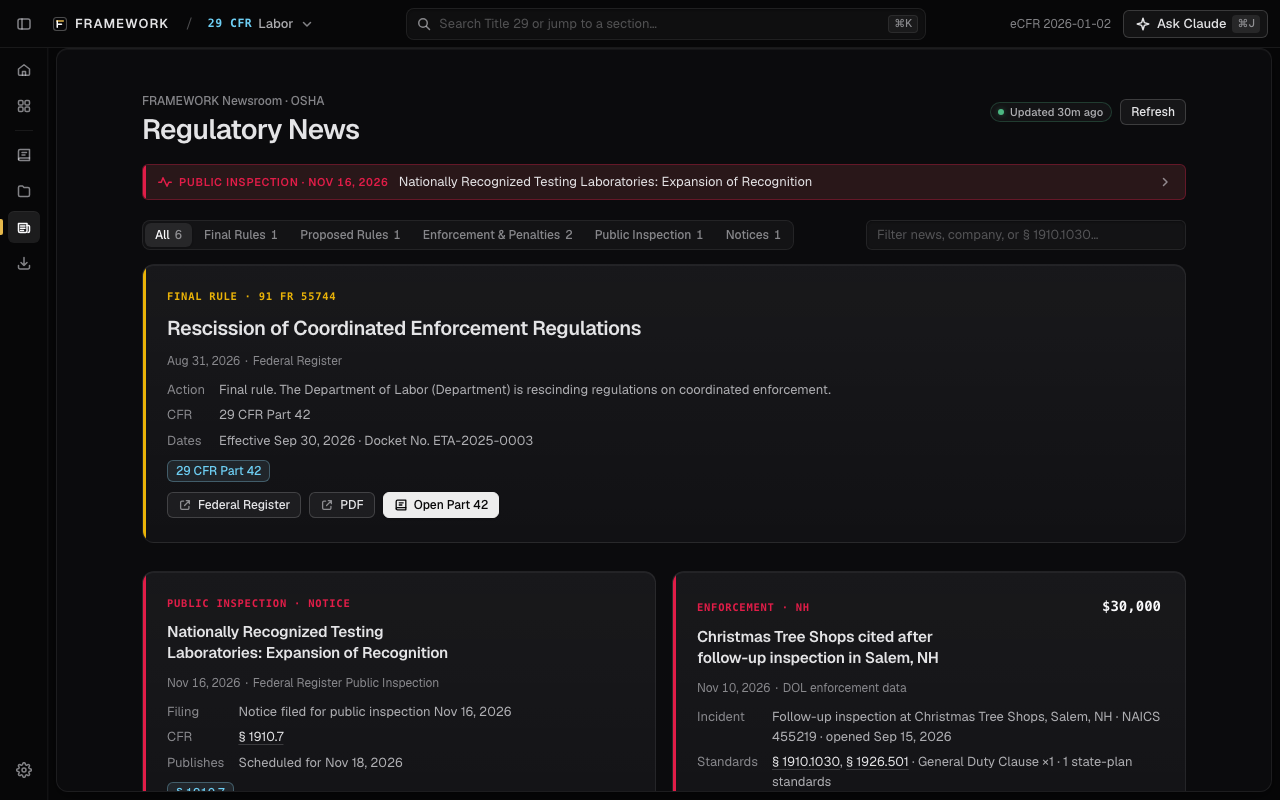 FRAMEWORK / 29 CFR Labor
Search Title 29 or jump to a section... ⌘K
eCFR 2026-01-02
Ask Claude ⌘J
FRAMEWORK Newsroom · OSHA
Regulatory News
Updated 30m ago
Refresh
PUBLIC INSPECTION · NOV 16, 2026 Nationally Recognized Testing Laboratories: Expansion of Recognition
All 6 Final Rules 1 Proposed Rules 1 Enforcement & Penalties 2 Public Inspection 1 Notices 1
Filter news, company, or § 1910.1030...
FINAL RULE · 91 FR 55744
Rescission of Coordinated Enforcement Regulations
Aug 31, 2026 · Federal Register
Action Final rule. The Department of Labor (Department) is rescinding regulations on coordinated enforcement.
CFR 29 CFR Part 42
Dates Effective Sep 30, 2026 · Docket No. ETA-2025-0003
29 CFR Part 42
Federal Register PDF Open Part 42
PUBLIC INSPECTION · NOTICE
Nationally Recognized Testing
Laboratories: Expansion of Recognition
Nov 16, 2026 · Federal Register Public Inspection
Filing Notice filed for public inspection Nov 16, 2026
CFR § 1910.7
Publishes Scheduled for Nov 18, 2026
§ 1910.7
ENFORCEMENT · NH $30,000
Christmas Tree Shops cited after
follow-up inspection in Salem, NH
Nov 10, 2026 · DOL enforcement data
Incident Follow-up inspection at Christmas Tree Shops, Salem, NH · NAICS
455219 · opened Sep 15, 2026
Standards § 1910.1030, § 1926.501 · General Duty Clause ×1 · 1 state-plan
standards